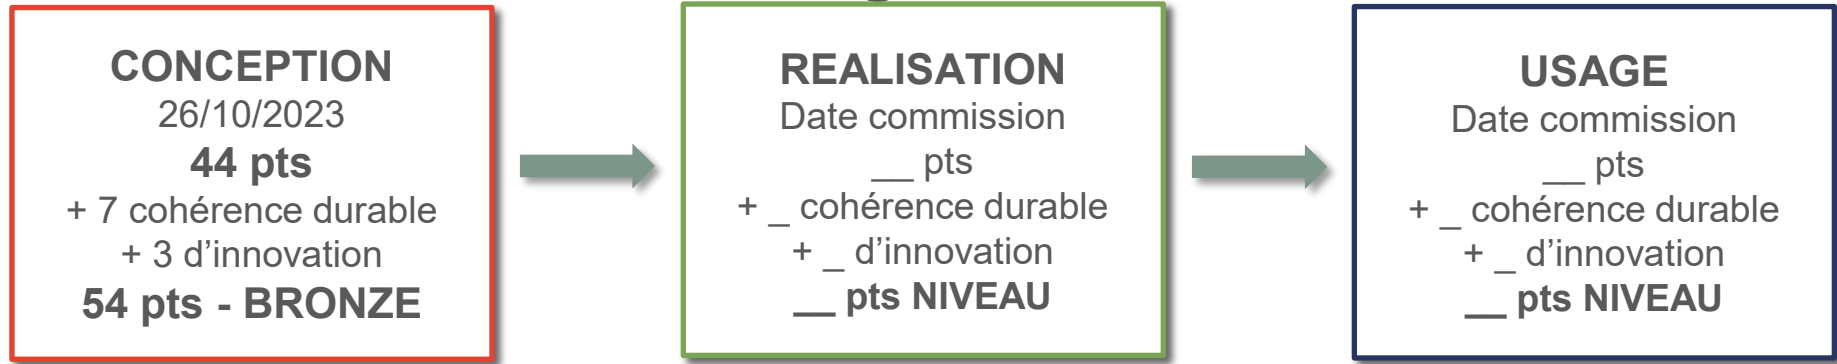 CONCEPTION
26/10/2023
44 pts
+ 7 cohérence durable
+ 3 d'innovation
54 pts - BRONZE
REALISATION
Date commission
__ pts
+ _ cohérence durable
+ _ d'innovation
__ pts NIVEAU
USAGE
Date commission
__ pts
+ _ cohérence durable
+ _ d'innovation
__ pts NIVEAU